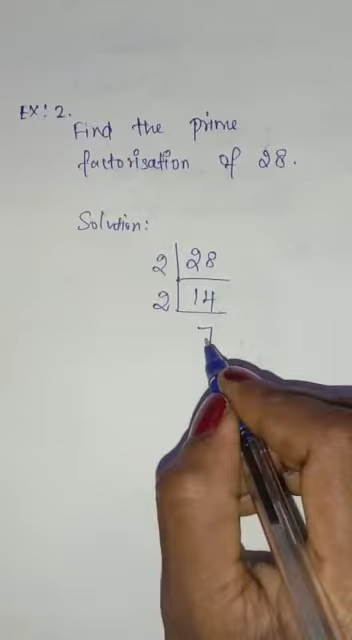 Ex: 2.
Find the prime
factorisation of 28.
Solution:
2 28
2 14
7